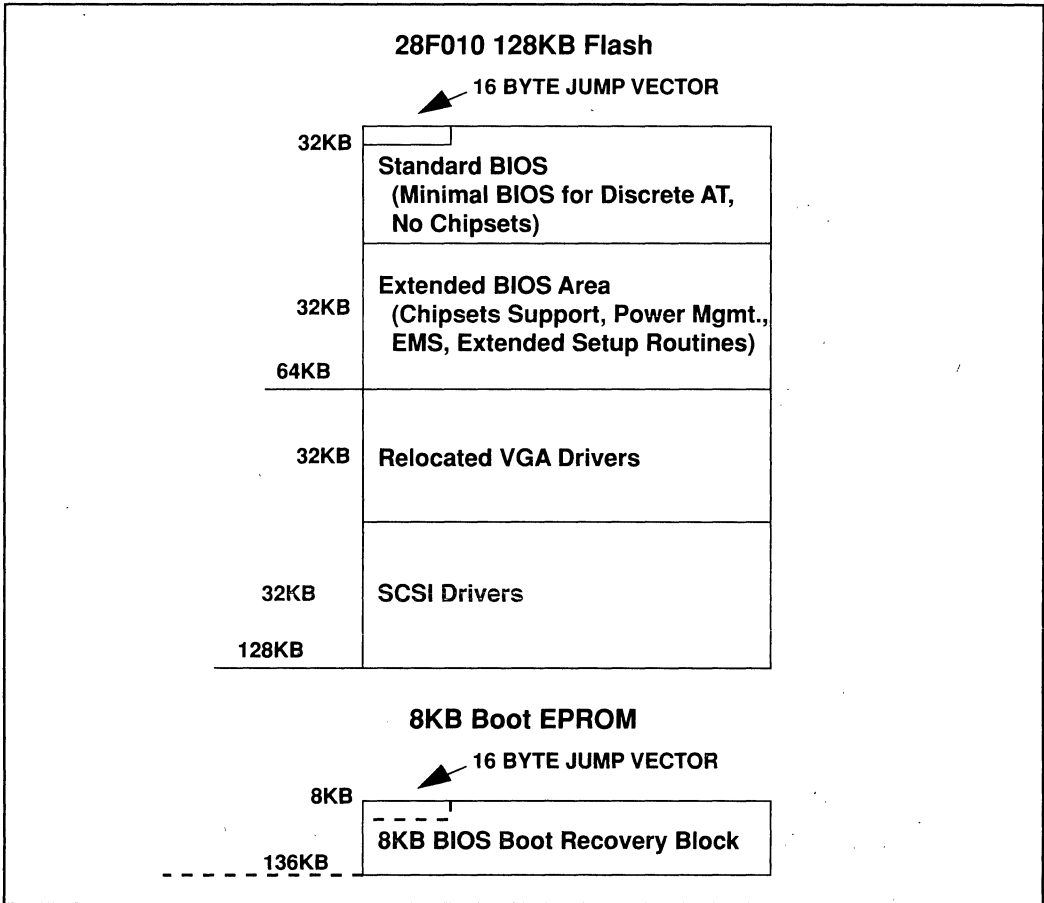 28F010 128KB Flash
16 BYTE JUMP VECTOR
32KB
Standard BIOS
(Minimal BIOS for Discrete AT,
No Chipsets)
32KB
Extended BIOS Area
(Chipsets Support, Power Mgmt.,
EMS, Extended Setup Routines)
64KB
32KB
Relocated VGA Drivers
32KB
SCSI Drivers
128KB
8KB Boot EPROM
16 BYTE JUMP VECTOR
8KB
8KB BIOS Boot Recovery Block
136KB